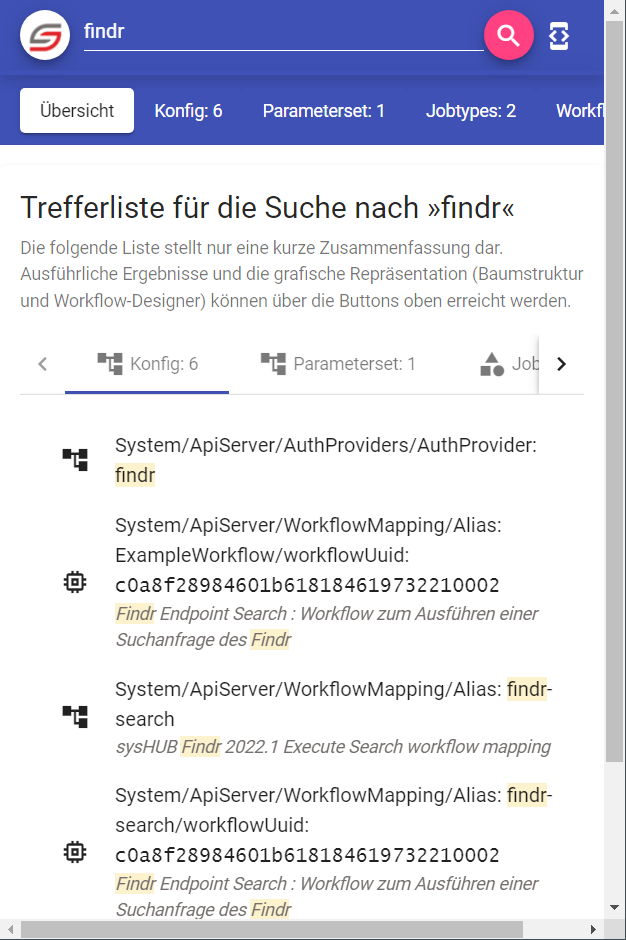 findr
Übersicht Konfig: 6 Parameterset: 1 Jobtypes: 2 Workfl
Trefferliste für die Suche nach »findr«
Die folgende Liste stellt nur eine kurze Zusammenfassung dar.
Ausführliche Ergebnisse und die grafische Repräsentation (Baumstruktur
und Workflow-Designer) können über die Buttons oben erreicht werden.
Konfig: 6 Parameterset: 1 Job
System/ApiServer/AuthProviders/AuthProvider:
findr
System/ApiServer/WorkflowMapping/Alias:
ExampleWorkflow/workflowUuid:
c0a8f28984601b618184619732210002
Findr Endpoint Search : Workflow zum Ausführen einer
Suchanfrage des Findr
System/ApiServer/WorkflowMapping/Alias: findr-
search
sysHUB Findr 2022.1 Execute Search workflow mapping
System/ApiServer/WorkflowMapping/Alias: findr-
search/workflowUuid:
c0a8f28984601b618184619732210002
Findr Endpoint Search : Workflow zum Ausführen einer
Suchanfrage des Findr